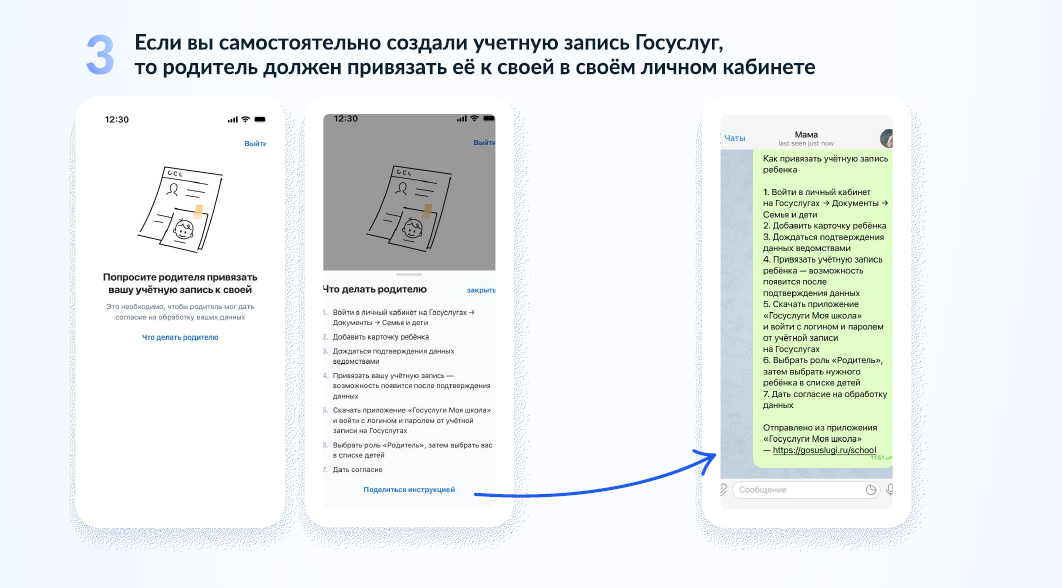 3
Если вы самостоятельно создали учетную запись Госуслуг,
то родитель должен привязать её к своей в своём личном кабинете
12:30
Выйти
Попросите родителя привязать
вашу учётную запись к своей
Это необходимо, чтобы родитель мог дать
согласие на обработку ваших данных
Что делать родителю
12:30
Выйти
Что делать родителю
закрыть
1. Войти в личный кабинет на Госуслугах →
Документы → Семья и дети
2. Добавить карточку ребёнка
3. Дождаться подтверждения данных
ведомствами
4. Привязать вашу учётную запись —
возможность появится после подтверждения
данных
5. Скачать приложение «Госуслуги Моя школа»
и войти с логином и паролем от учётной
записи на Госуслугах
6. Выбрать роль «Родитель», затем выбрать вас
в списке детей
7. Дать согласие
Поделиться инструкцией
Чаты
Мама
last seen just now
Как привязать учётную запись
ребенка
1. Войти в личный кабинет
на Госуслугах → Документы →
Семья и дети
2. Добавить карточку ребёнка
3. Дождаться подтверждения
данных ведомствами
4. Привязать учётную запись
ребёнка — возможность
появится после
подтверждения данных
5. Скачать приложение
«Госуслуги Моя школа»
и войти с логином и паролем
от учётной записи
на Госуслугах
6. Выбрать роль «Родитель»,
затем выбрать нужного
ребёнка в списке детей
7. Дать согласие на обработку
данных
Отправлено из приложения
«Госуслуги Моя школа»
— https://gosuslugi.ru/school
Сообщение